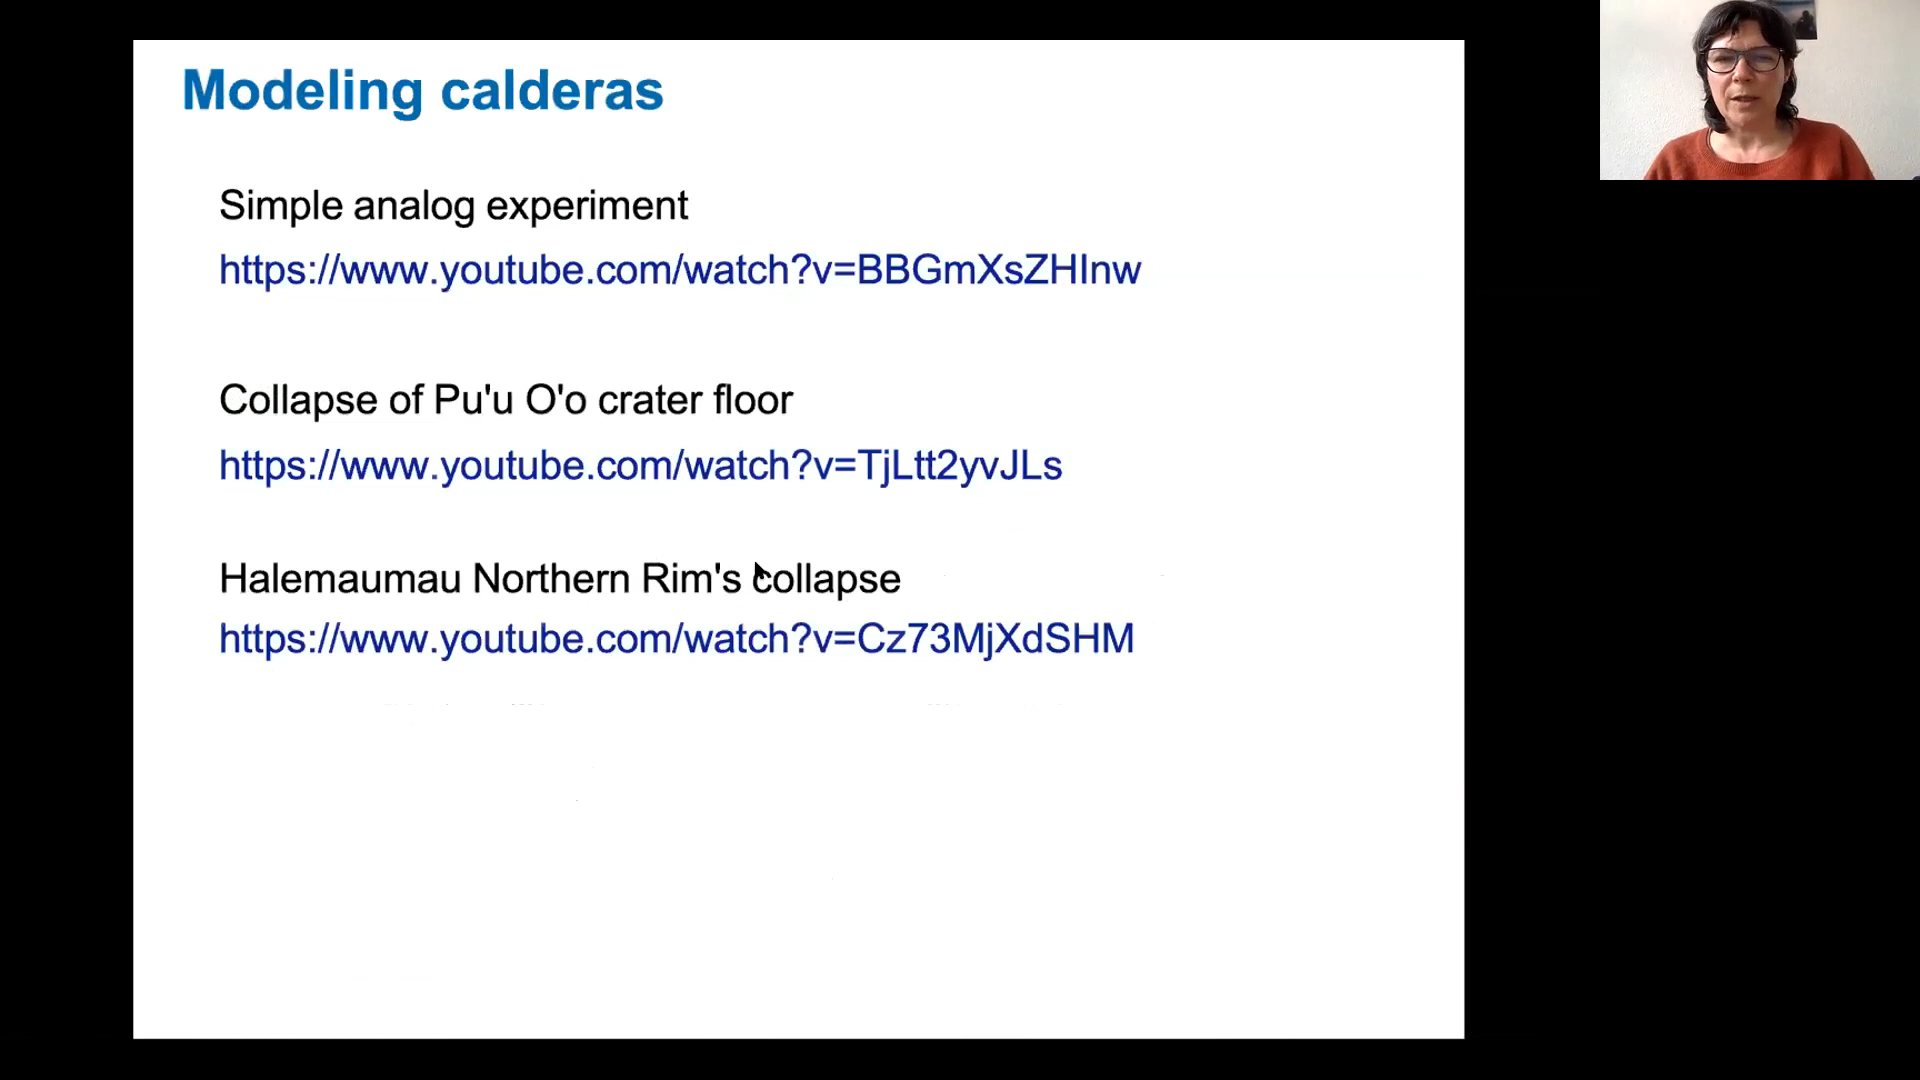 Modeling calderas
Simple analog experiment
https://www.youtube.com/watch?v=BBGmXsZHInw
Collapse of Pu'u O'o crater floor
https://www.youtube.com/watch?v=TjLtt2yvJLs
Halemaumau Northern Rim's collapse
https://www.youtube.com/watch?v=Cz73MjXdSHM